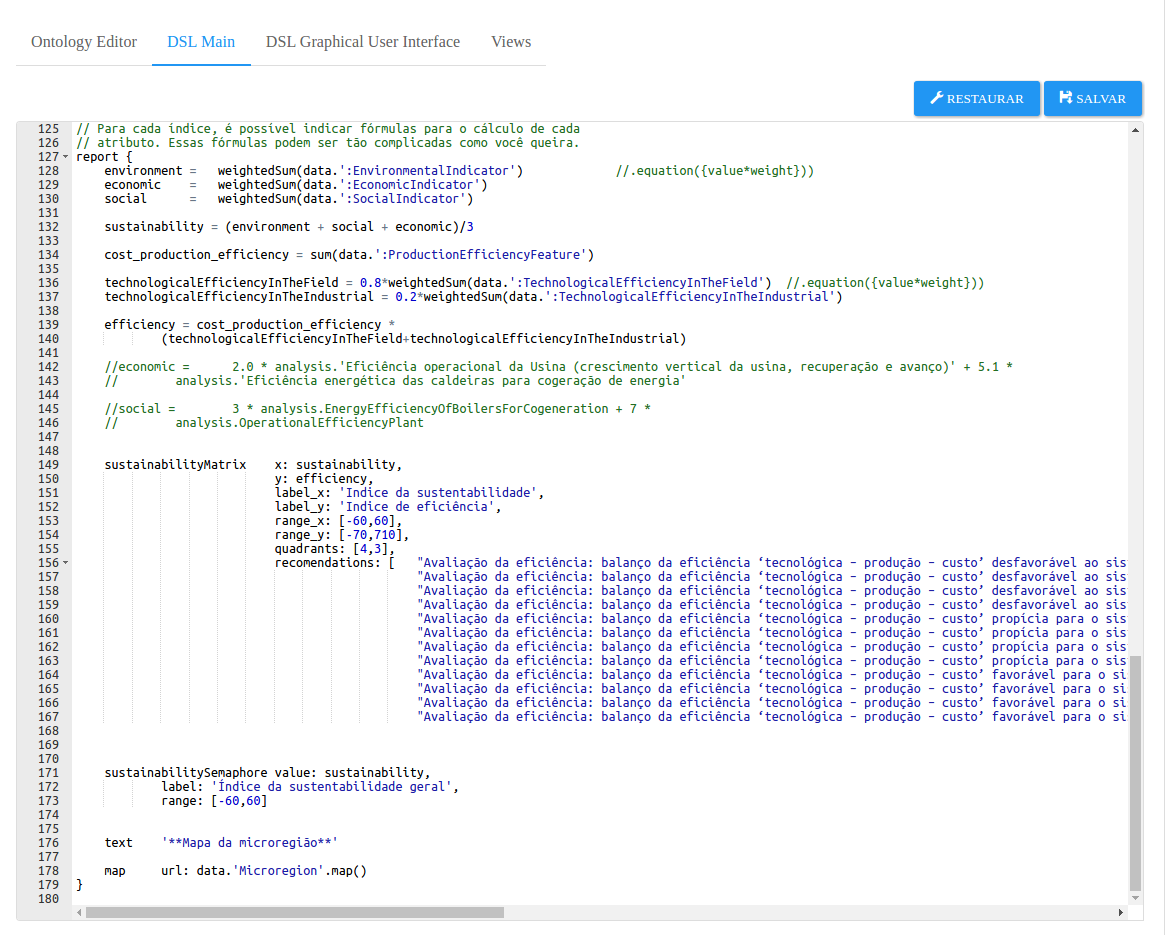 Ontology Editor DSL Main DSL Graphical User Interface Views
RESTAURAR SALVAR
125 // Para cada índice, é possível indicar fórmulas para o cálculo de cada
126 // atributo. Essas fórmulas podem ser tão complicadas como você queira.
127 report {
128 environment = weightedSum(data.':EnvironmentalIndicator') //.equation({value*weight}))
129 economic = weightedSum(data.':EconomicIndicator')
130 social = weightedSum(data.':SocialIndicator')
131
132 sustainability = (environment + social + economic)/3
133
134 cost_production_efficiency = sum(data.':ProductionEfficiencyFeature')
135
136 technologicalEfficiencyInTheField = 0.8*weightedSum(data.':TechnologicalEfficiencyInTheField') //.equation({value*weight}))
137 technologicalEfficiencyInTheIndustrial = 0.2*weightedSum(data.':TechnologicalEfficiencyInTheIndustrial')
138
139 efficiency = cost_production_efficiency *
140 (technologicalEfficiencyInTheField+technologicalEfficiencyInTheIndustrial)
141
142 //economic = 2.0 * analysis.'Eficiência operacional da Usina (crescimento vertical da usina, recuperação e avanço)' + 5.1 *
143 // analysis.'Eficiência energética das caldeiras para cogeração de energia'
144
145 //social = 3 * analysis.EnergyEfficiencyOfBoilersForCogeneration + 7 *
146 // analysis.OperationalEfficiencyPlant
147
148
149 sustainabilityMatrix x: sustainability,
150 y: efficiency,
151 label_x: 'Indice da sustentabilidade',
152 label_y: 'Indice de eficiência',
153 range_x: [-60,60],
154 range_y: [-70,710],
155 quadrants: [4,3],
156 recomendations: [ "Avaliação da eficiência: balanço da eficiência ‘tecnológica – produção – custo’ desfavorável ao sis
157 "Avaliação da eficiência: balanço da eficiência ‘tecnológica – produção – custo’ desfavorável ao sis
158 "Avaliação da eficiência: balanço da eficiência ‘tecnológica – produção – custo’ desfavorável ao sis
159 "Avaliação da eficiência: balanço da eficiência ‘tecnológica – produção – custo’ desfavorável ao sis
160 "Avaliação da eficiência: balanço da eficiência ‘tecnológica – produção – custo’ propícia para o sis
161 "Avaliação da eficiência: balanço da eficiência ‘tecnológica – produção – custo’ propícia para o sis
162 "Avaliação da eficiência: balanço da eficiência ‘tecnológica – produção – custo’ propícia para o sis
163 "Avaliação da eficiência: balanço da eficiência ‘tecnológica – produção – custo’ propícia para o sis
164 "Avaliação da eficiência: balanço da eficiência ‘tecnológica – produção – custo’ favorável para o si
165 "Avaliação da eficiência: balanço da eficiência ‘tecnológica – produção – custo’ favorável para o si
166 "Avaliação da eficiência: balanço da eficiência ‘tecnológica – produção – custo’ favorável para o si
167 "Avaliação da eficiência: balanço da eficiência ‘tecnológica – produção – custo’ favorável para o si
168
169
170
171 sustainabilitySemaphore value: sustainability,
172 label: 'Índice da sustentabilidade geral',
173 range: [-60,60]
174
175
176 text '**Mapa da microregião**'
177
178 map url: data.'Microregion'.map()
179 }
180